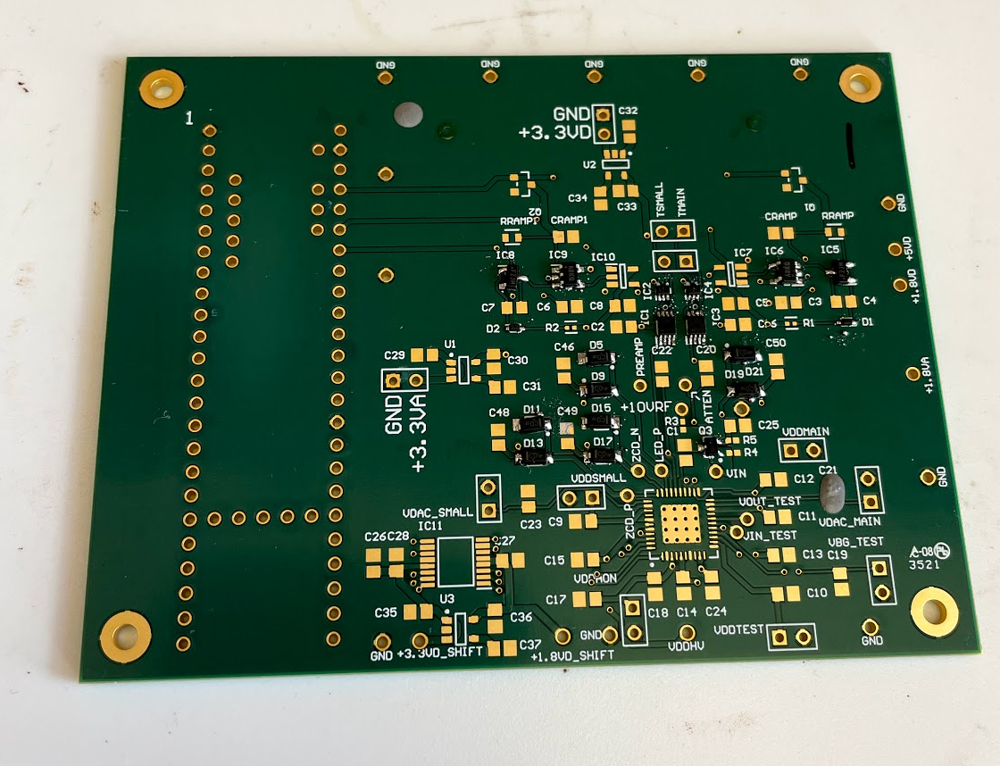 GND GND GND GND GND
1
GND
+3.3VD
C32
U2
C34
C33
TSMALL
TMAIN
GND
Q2
Q1
RRAMP1
CRAMP1
CRAMP
RRAMP
+5VD
IC8
IC9
IC10
IC7
IC6
IC5
+1.8VD
IC2
IC4
C7
C6
C8
C5
C3
C4
D2
R2
C2
IC1
IC3
R1
D1
C22
C20
C29
U1
C30
C31
C46
D5
D9
PREAMP
D19
D21
C50
+1.8VA
GND
+3.3VA
+10VRF
ATTEN
C48
D11
D13
C49
D15
D17
R3
C1
Q3
C25
R5
R4
VDDMAIN
ZCD_N
LED_P
VIN
C21
C12
GND
VDDSMALL
VDAC_SMALL
C23
C9
ZCD_P
VOUT_TEST
C11
VDAC_MAIN
VIN_TEST
IC11
C26
C28
C27
C15
C13
C19
VBG_TEST
3521
VDDMON
U3
C35
C36
C17
C18
C14
C24
C10
C37
GND
+3.3VD_SHIFT
+1.8VD_SHIFT
GND
VDDHV
VDDTEST
GND